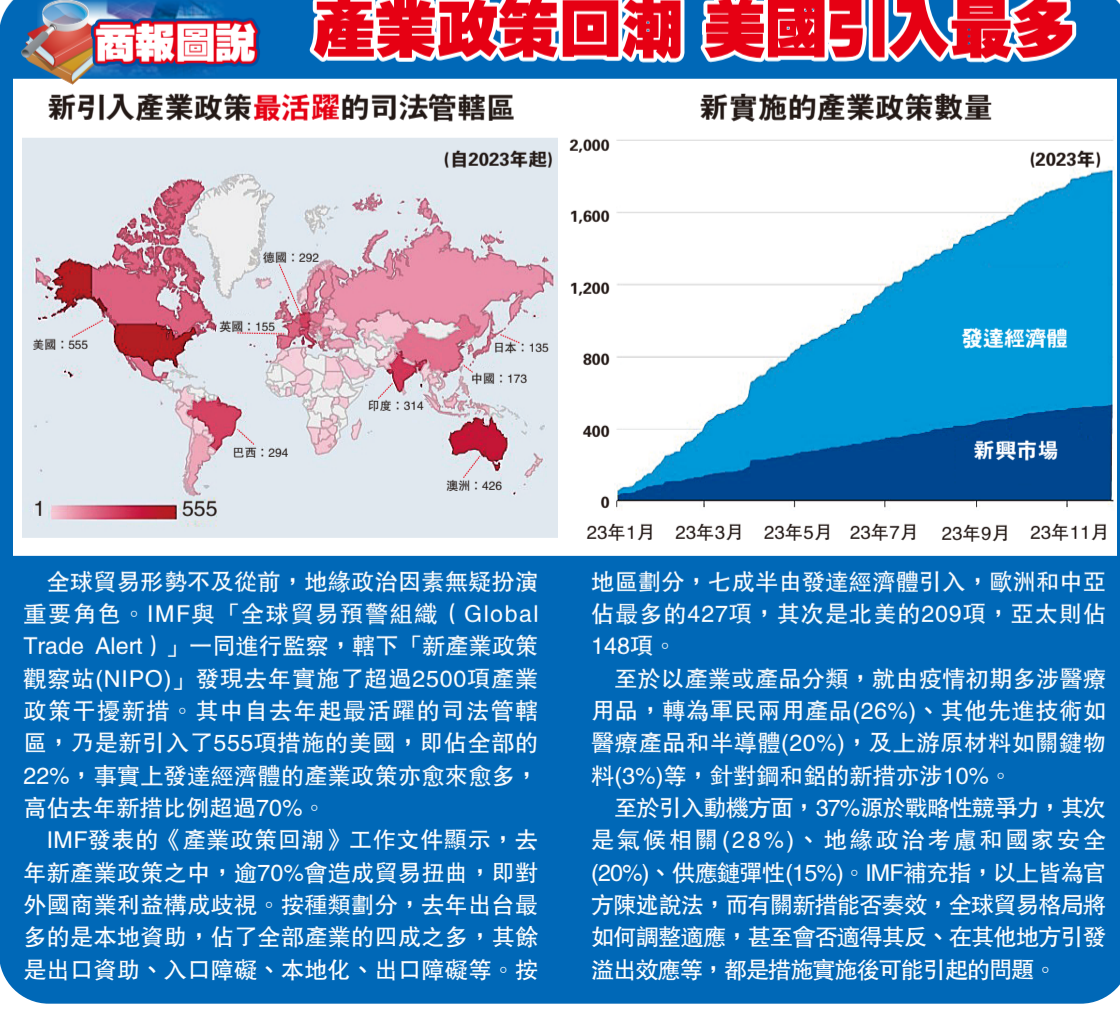 商報圖說
產業政策回潮 美國引入最多
新引入產業政策最活躍的司法管轄區
(自2023年起)
德國：292
英國：155
美國：555
日本：135
中國：173
印度：314
巴西：294
澳洲：426
1
555
新實施的產業政策數量
2,000
(2023年)
1,600
1,200
發達經濟體
800
400
新興市場
0
23年1月 23年3月 23年5月 23年7月 23年9月 23年11月
全球貿易形勢不及從前，地緣政治因素無疑扮演
重要角色。IMF與「全球貿易預警組織（Global
Trade Alert）」一同進行監察，轄下「新產業政策
觀察站(NIPO)」發現去年實施了超過2500項產業
政策干擾新措。其中自去年起最活躍的司法管轄
區，乃是新引入了555項措施的美國，即佔全部的
22%，事實上發達經濟體的產業政策亦愈來愈多，
高佔去年新措比例超過70%。
IMF發表的《產業政策回潮》工作文件顯示，去
年新產業政策之中，逾70%會造成貿易扭曲，即對
外國商業利益構成歧視。按種類劃分，去年出台最
多的是本地資助，佔了全部產業的四成之多，其餘
是出口資助、入口障礙、本地化、出口障礙等。按
地區劃分，七成半由發達經濟體引入，歐洲和中亞
佔最多的427項，其次是北美的209項，亞太則佔
148項。
至於以產業或產品分類，就由疫情初期多涉醫療
用品，轉為軍民兩用產品(26%)、其他先進技術如
醫療產品和半導體(20%)，及上游原材料如關鍵物
料(3%)等，針對鋼和鋁的新措亦涉10%。
至於引入動機方面，37%源於戰略性競爭力，其次
是氣候相關(28%)、地緣政治考慮和國家安全
(20%)、供應鏈彈性(15%)。IMF補充指，以上皆為官
方陳述說法，而有關新措能否奏效，全球貿易格局將
如何調整適應，甚至會否適得其反、在其他地方引發
溢出效應等，都是措施實施後可能引起的問題。